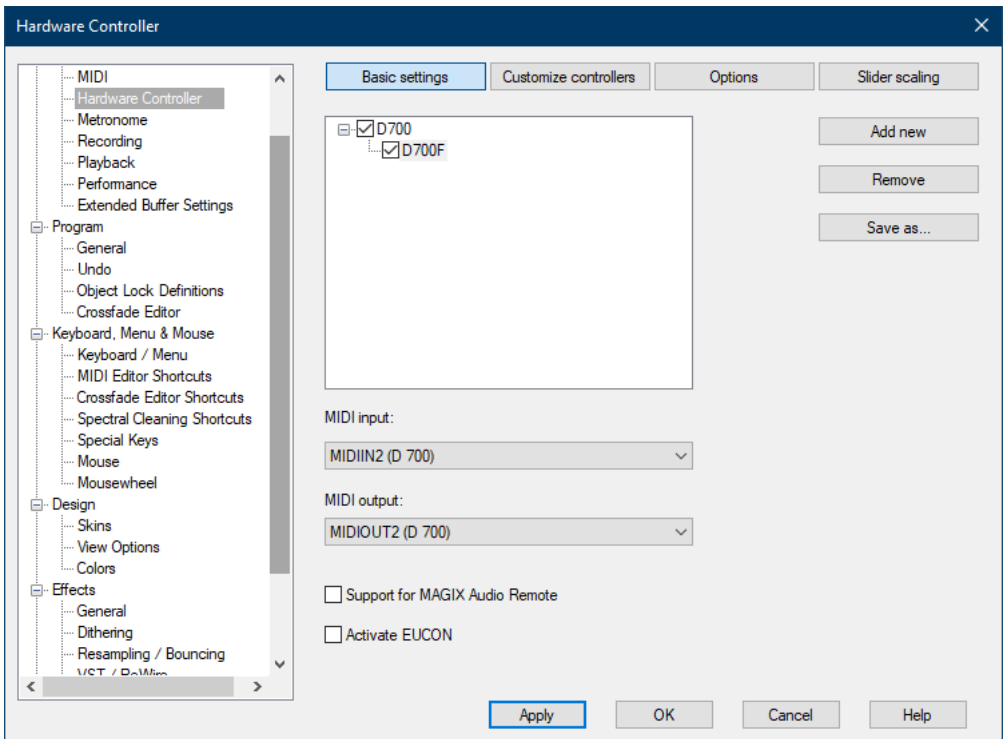 Hardware Controller
MIDI
Hardware Controller
Metronome
Recording
Playback
Performance
Extended Buffer Settings
Program
General
Undo
Object Lock Definitions
Crossfade Editor
Keyboard, Menu & Mouse
Keyboard / Menu
MIDI Editor Shortcuts
Crossfade Editor Shortcuts
Spectral Cleaning Shortcuts
Special Keys
Mouse
Mousewheel
Design
Skins
View Options
Colors
Effects
General
Dithering
Resampling / Bouncing
VST / ReWire
Basic settings
Customize controllers
Options
Slider scaling
D700
D700F
Add new
Remove
Save as...
MIDI input:
MIDIIN2 (D 700)
MIDI output:
MIDIOUT2 (D 700)
Support for MAGIX Audio Remote
Activate EUCON
Apply
OK
Cancel
Help